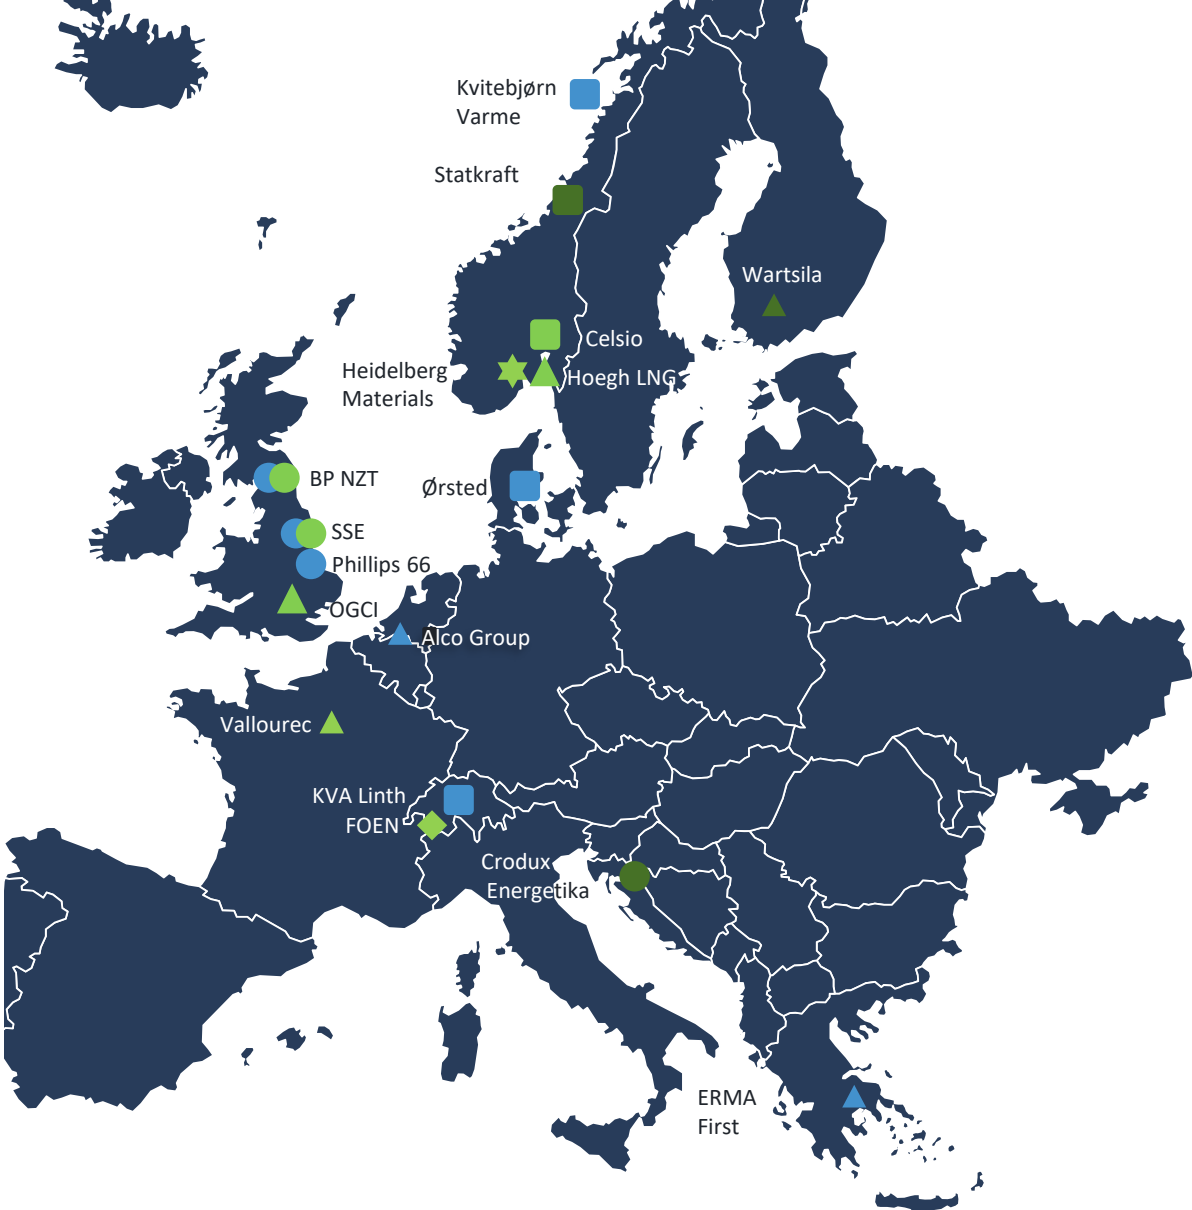 Kvitebjørn
Varme
Statkraft
Wartsila
Celsio
Heidelberg
Materials
Hoegh LNG
BP NZT
Ørsted
SSE
Phillips 66
OGCI
Alco Group
Vallourec
KVA Linth
FOEN
Crodux
Energetika
ERMA
First